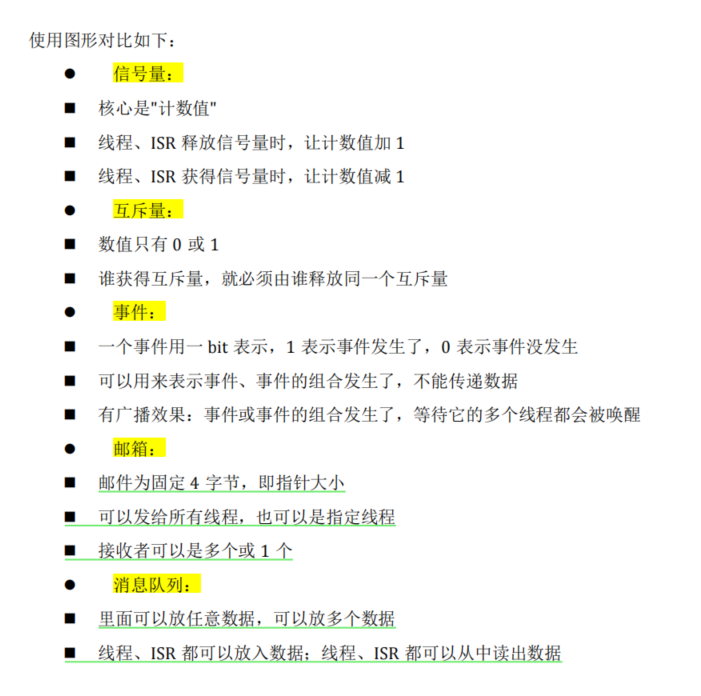 使用图形对比如下：
● 信号量：
■ 核心是"计数值"
■ 线程、ISR 释放信号量时，让计数值加 1
■ 线程、ISR 获得信号量时，让计数值减 1
● 互斥量：
■ 数值只有 0 或 1
■ 谁获得互斥量，就必须由谁释放同一个互斥量
● 事件：
■ 一个事件用一 bit 表示，1 表示事件发生了，0 表示事件没发生
■ 可以用来表示事件、事件的组合发生了，不能传递数据
■ 有广播效果：事件或事件的组合发生了，等待它的多个线程都会被唤醒
● 邮箱：
■ 邮件为固定 4 字节，即指针大小
■ 可以发给所有线程，也可以是指定线程
■ 接收者可以是多个或 1 个
● 消息队列：
■ 里面可以放任意数据，可以放多个数据
■ 线程、ISR 都可以放入数据；线程、ISR 都可以从中读出数据